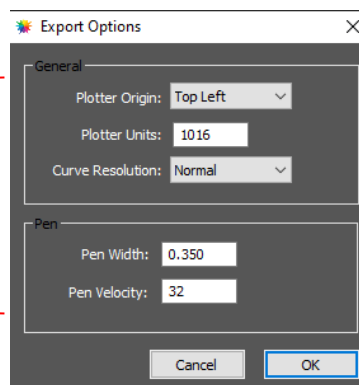 Export Options
General
Plotter Origin: Top Left
Plotter Units: 1016
Curve Resolution: Normal
Pen
Pen Width: 0.350
Pen Velocity: 32
Cancel OK